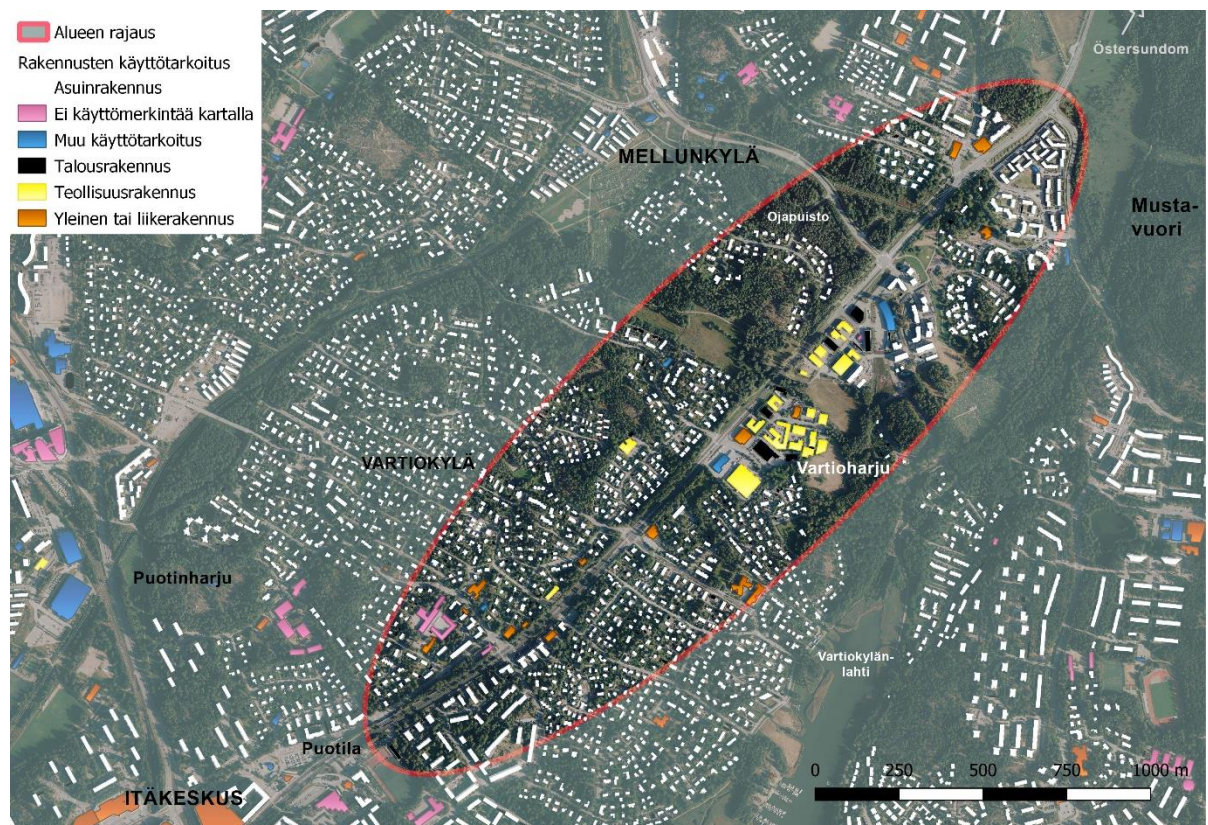 Alueen rajaus
Rakennusten käyttötarkoitus
Asuinrakennus
Ei käyttömerkintää kartalla
Muu käyttötarkoitus
Talousrakennus
Teollisuusrakennus
Yleinen tai liikerakennus
Östersundom
MELLUNKYLÄ
Ojapuisto
Musta-
vuori
VARTIOKYLÄ
Vartioharju
Puotinharju
Vartiokylän-
lahti
Puotila
ITÄKESKUS
0 250 500 750 1000 m